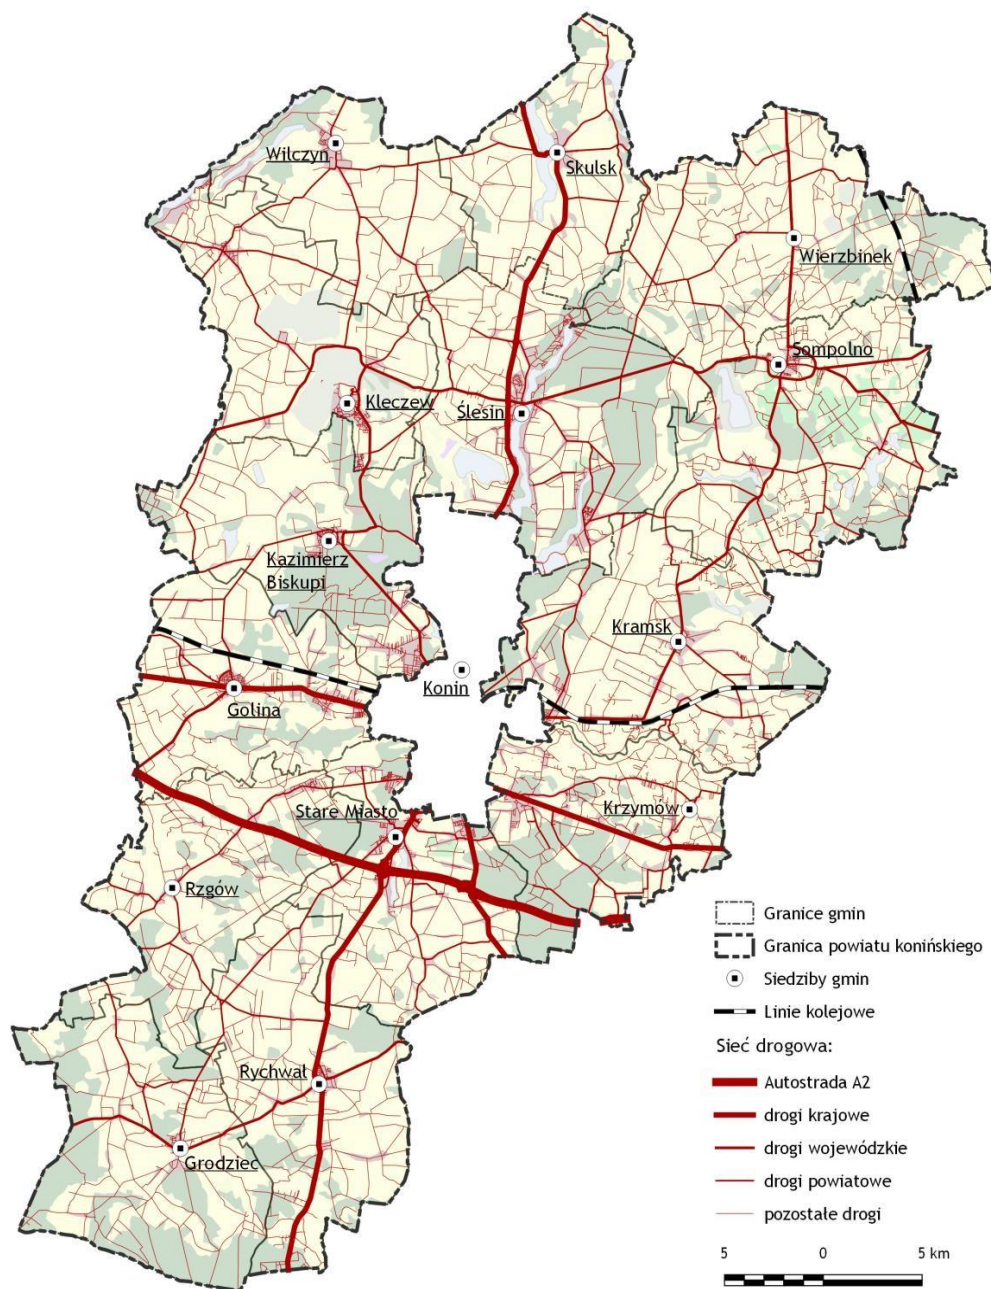 Wilczyn
Skulsk
Wierzbinek
Sompolno
Kleczew
Ślesin
Kazimierz
Biskupi
Kramsk
Konin
Golina
Krzymów
Stare Miasto
Rzgów
Rychwał
Grodziec
Granice gmin
Granica powiatu konińskiego
Siedziby gmin
Linie kolejowe
Sieć drogowa:
Autostrada A2
drogi krajowe
drogi wojewódzkie
drogi powiatowe
pozostałe drogi
5 0 5 km